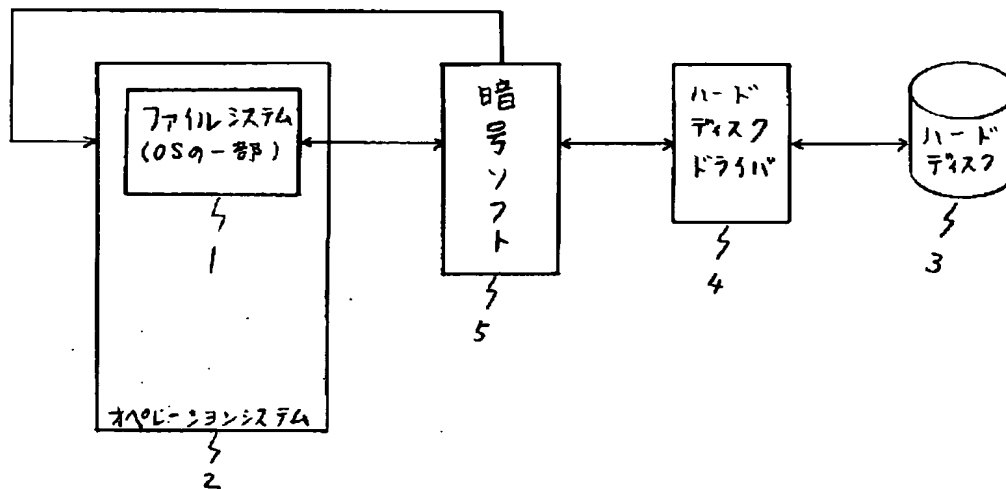 ファイルシステム
(OSの一部)
1
オペレーションシステム
2
暗号ソフト
5
ハード
ディスク
ドライバ
4
ハード
ディスク
3